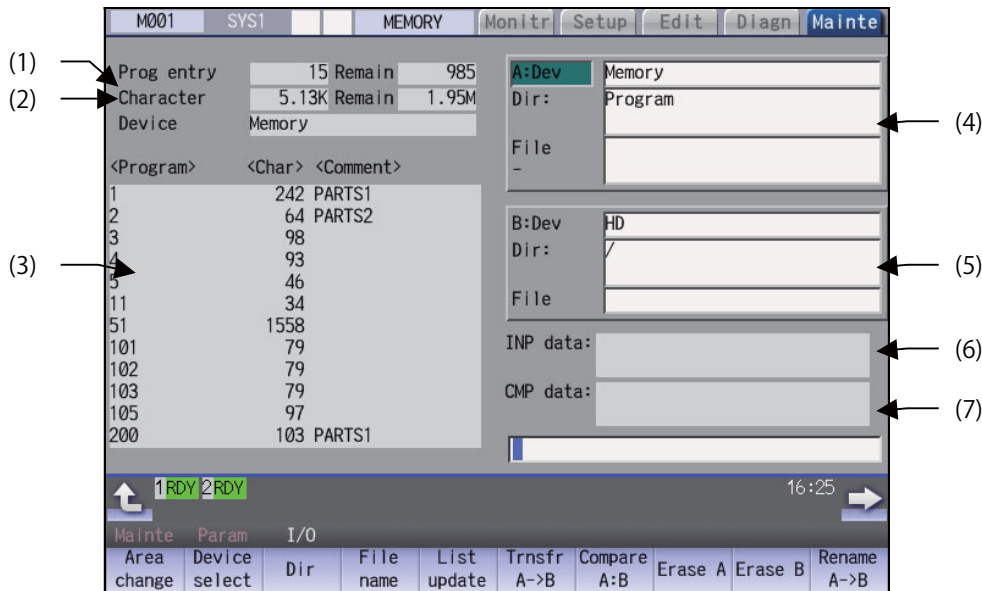 M001 SYS1 MEMORY Monitr Setup Edit Diagn Mainte
(1)
(2)
(3)
Prog entry 15 Remain 985
Character 5.13K Remain 1.95M
Device Memory
<Program> <Char> <Comment>
1 242 PARTS1
2 64 PARTS2
3 98
4 93
5 46
11 34
51 1558
101 79
102 79
103 79
105 97
200 103 PARTS1
A:Dev Memory
Dir: Program
File
-
(4)
B:Dev HD
Dir: /
File
(5)
INP data:
(6)
CMP data:
(7)
1RDY 2RDY 16:25
Mainte Param I/O
Area change
Device select
Dir
File name
List update
Trnsfr A->B
Compare A:B
Erase A
Erase B
Rename A->B